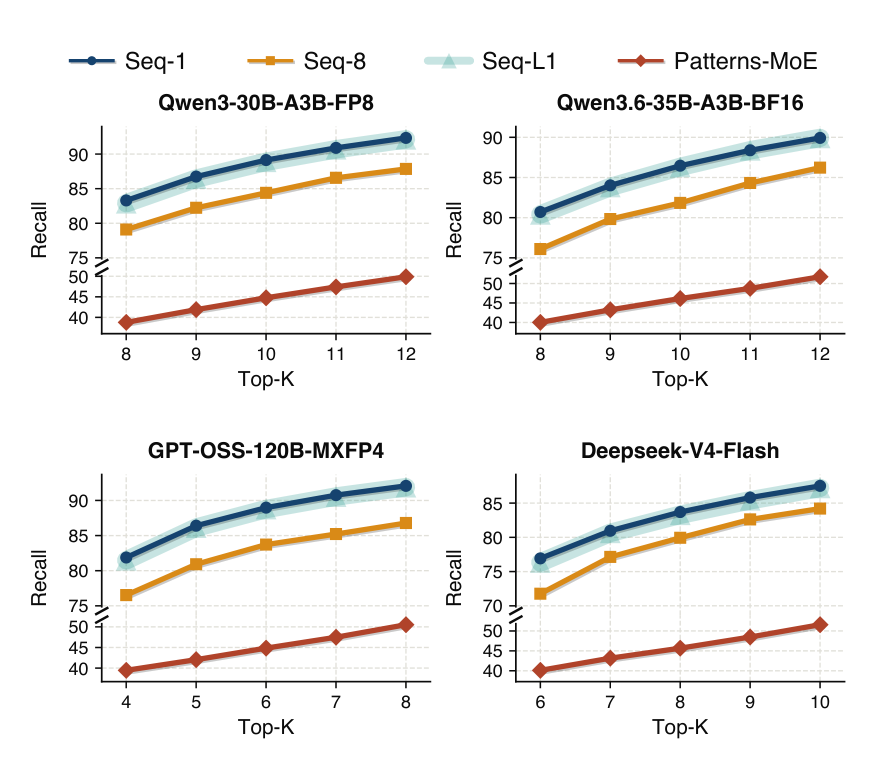 Seq-1 Seq-8 Seq-L1 Patterns-MoE
Qwen3-30B-A3B-FP8
Recall
90
85
80
75
50
45
40
8 9 10 11 12
Top-K
Qwen3.6-35B-A3B-BF16
Recall
90
85
80
75
50
45
40
8 9 10 11 12
Top-K
GPT-OSS-120B-MXFP4
Recall
90
85
80
75
50
45
40
4 5 6 7 8
Top-K
Deepseek-V4-Flash
Recall
85
80
75
70
50
45
40
6 7 8 9 10
Top-K